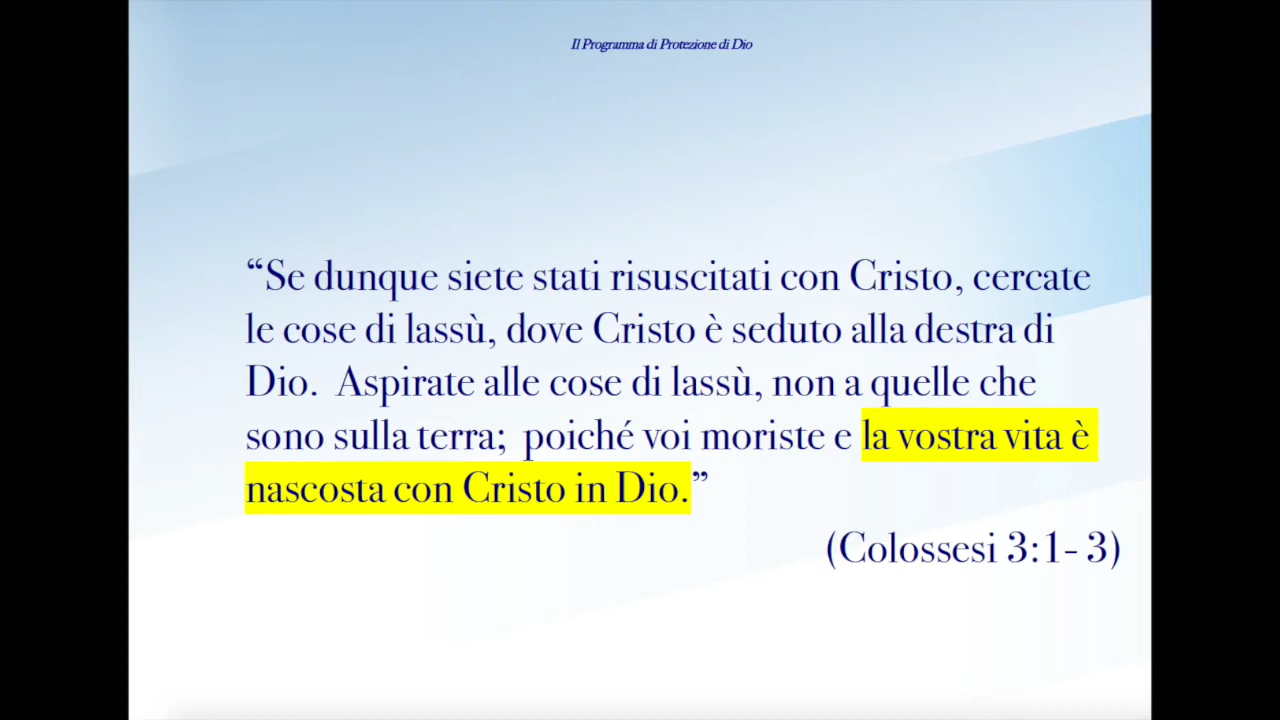 Il Programma di Protezione di Dio
“Se dunque siete stati risuscitati con Cristo, cercate
le cose di lassù, dove Cristo è seduto alla destra di
Dio.  Aspirate alle cose di lassù, non a quelle che
sono sulla terra;  poiché voi moriste e la vostra vita è
nascosta con Cristo in Dio.”
(Colossesi 3:1- 3)